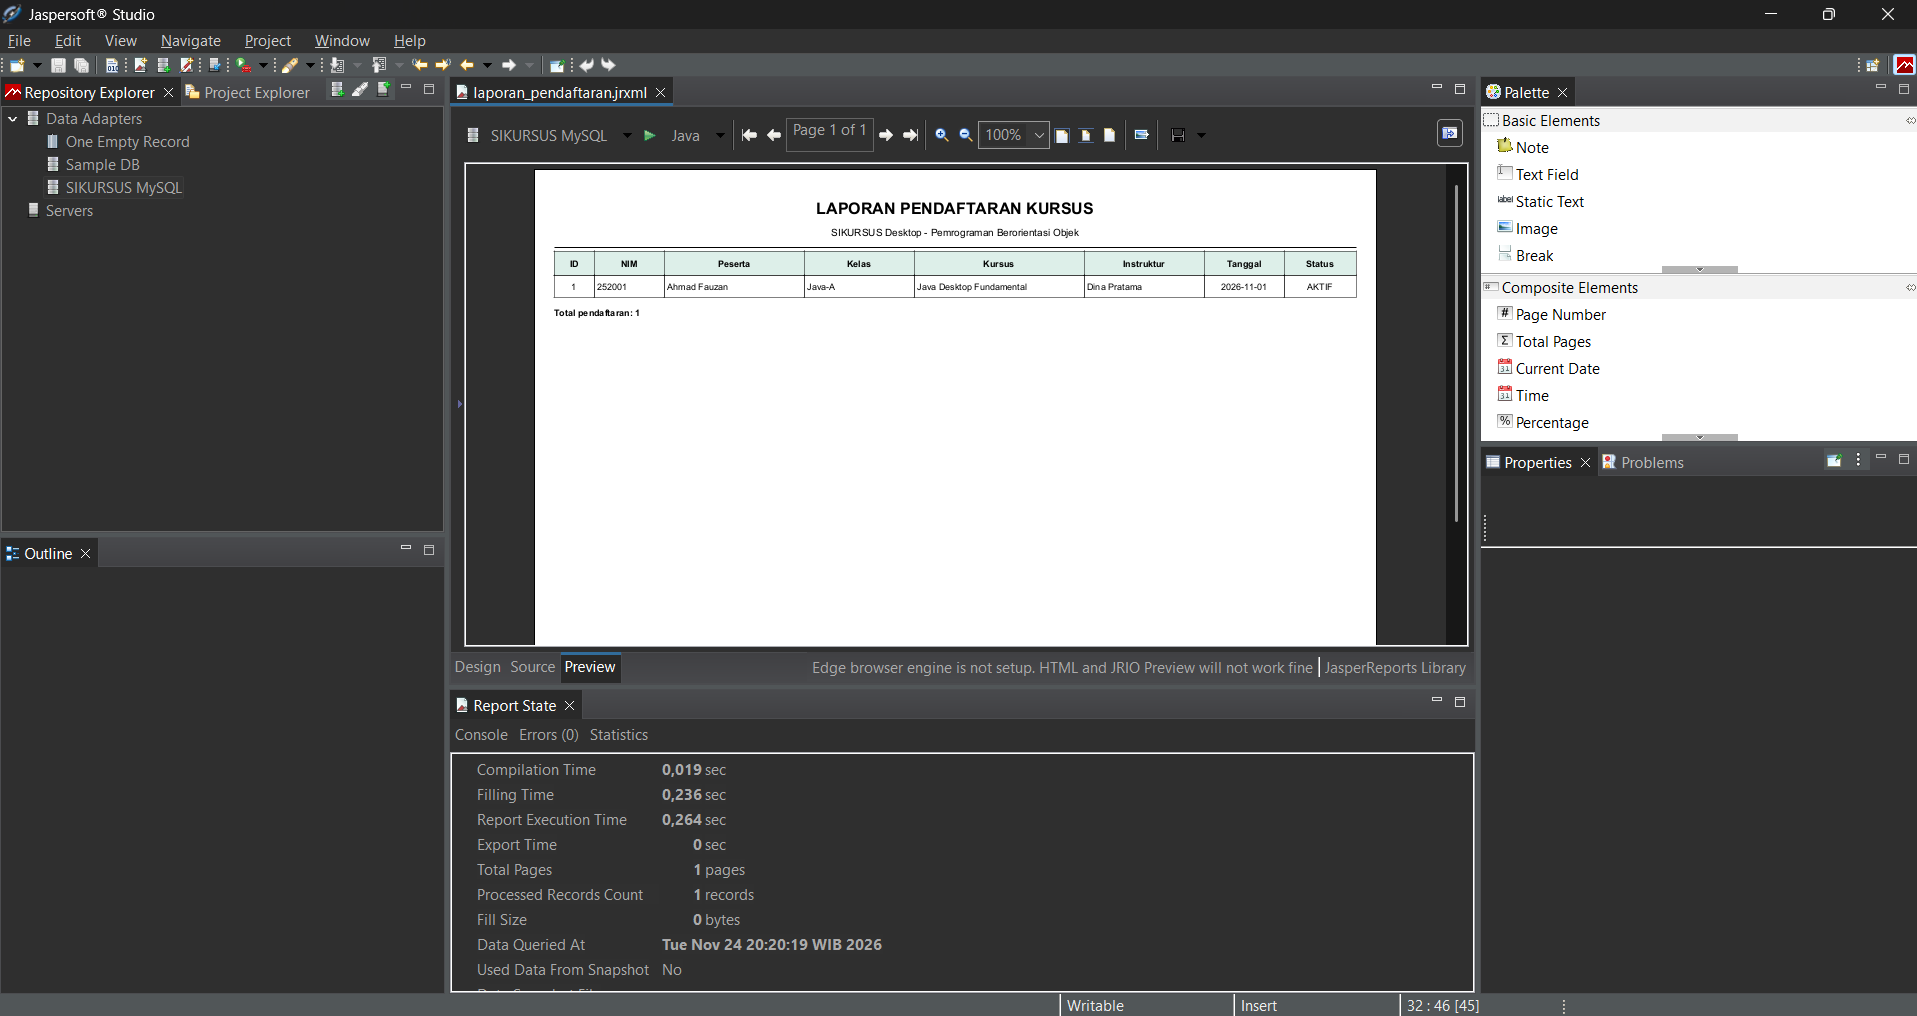 Jaspersoft® Studio
File Edit View Navigate Project Window Help
Repository Explorer Project Explorer
Data Adapters
One Empty Record
Sample DB
SIKURSUS MySQL
Servers
Outline
laporan_pendaftaran.jrxml
SIKURSUS MySQL Java Page 1 of 1 100%
LAPORAN PENDAFTARAN KURSUS
SIKURSUS Desktop - Pemrograman Berorientasi Objek
ID NIM Peserta Kelas Kursus Instruktur Tanggal Status
1 252001 Ahmad Fauzan Java-A Java Desktop Fundamental Dina Pratama 2026-11-01 AKTIF
Total pendaftaran: 1
Design Source Preview Edge browser engine is not setup. HTML and JRIO Preview will not work fine JasperReports Library
Report State
Console Errors (0) Statistics
Compilation Time 0,019 sec
Filling Time 0,236 sec
Report Execution Time 0,264 sec
Export Time 0 sec
Total Pages 1 pages
Processed Records Count 1 records
Fill Size 0 bytes
Data Queried At Tue Nov 24 20:20:19 WIB 2026
Used Data From Snapshot No
Palette
Basic Elements
Note
Text Field
label Static Text
Image
Break
Composite Elements
# Page Number
Σ Total Pages
31 Current Date
31 Time
% Percentage
Properties Problems
Writable Insert 32 : 46 [45]